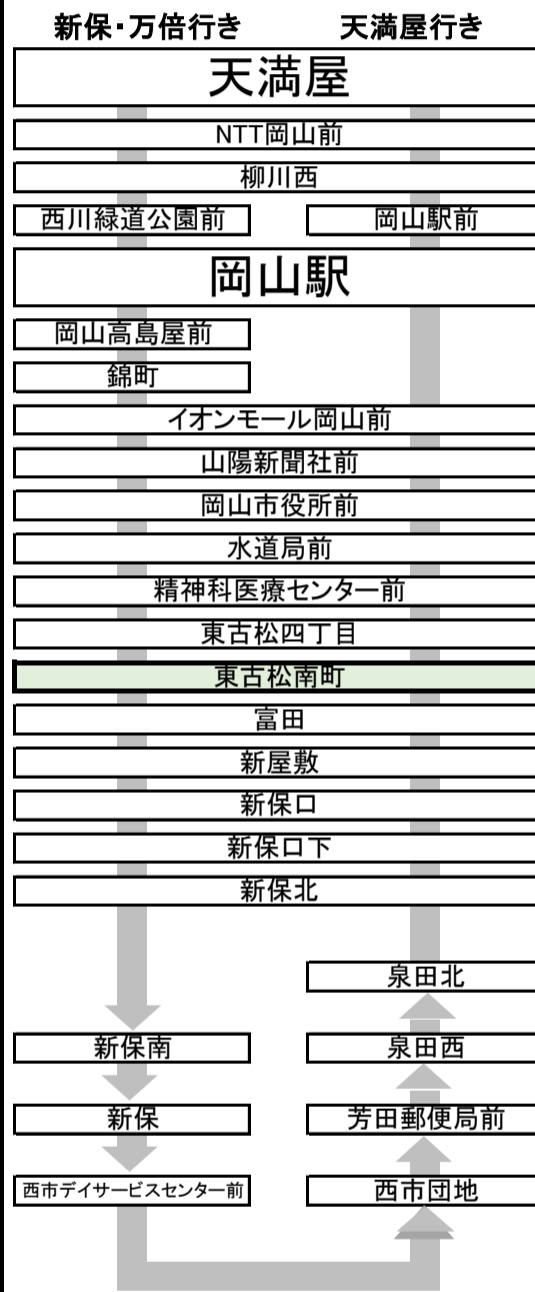 新保・万倍行き
天満屋行き
天満屋
NTT岡山前
柳川西
西川緑道公園前
岡山駅前
岡山駅
岡山高島屋前
錦町
イオンモール岡山前
山陽新聞社前
岡山市役所前
水道局前
精神科医療センター前
東古松四丁目
東古松南町
富田
新屋敷
新保口
新保口下
新保北
泉田北
新保南
泉田西
新保
芳田郵便局前
西市デイサービスセンター前
西市団地